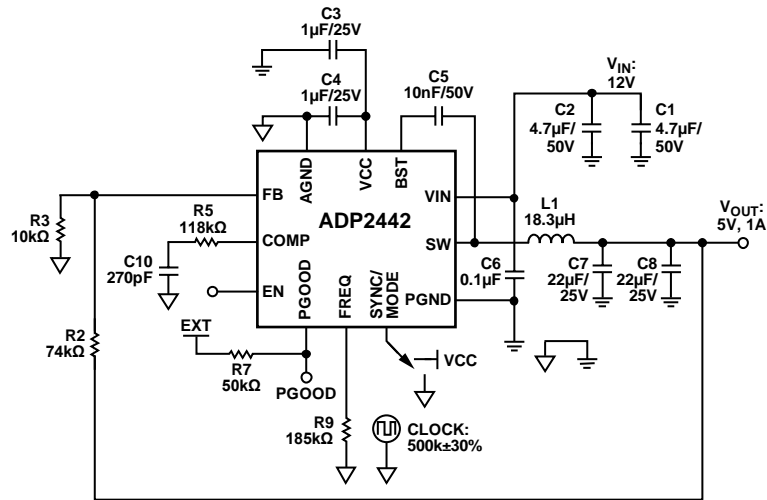 C3
1µF/25V
C4
1µF/25V
C5
10nF/50V
VIN:
12V
C2
4.7µF/
50V
C1
4.7µF/
50V
AGND
VCC
BST
FB
VIN
ADP2442
R3
10kΩ
R5
118kΩ
COMP
SW
L1
18.3µH
VOUT:
5V, 1A
C10
270pF
C6
0.1µF
C7
22µF/
25V
C8
22µF/
25V
EN
PGOOD
FREQ
SYNC/
MODE
PGND
EXT
R2
74kΩ
R7
50kΩ
PGOOD
VCC
R9
185kΩ
CLOCK:
500k±30%